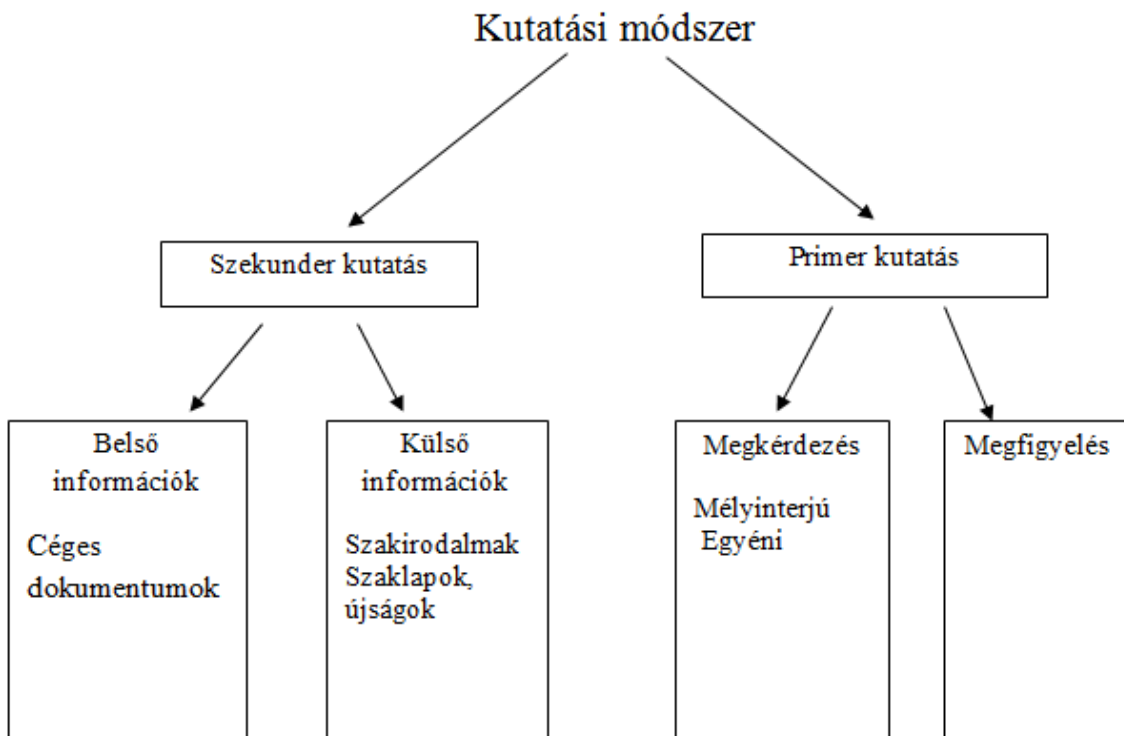 Kutatási módszer
Szekunder kutatás
Primer kutatás
Belső
információk
Céges
dokumentumok
Külső
információk
Szakirodalmak
Szaklapok,
újságok
Megkérdezés
Mélyinterjú
Egyéni
Megfigyelés